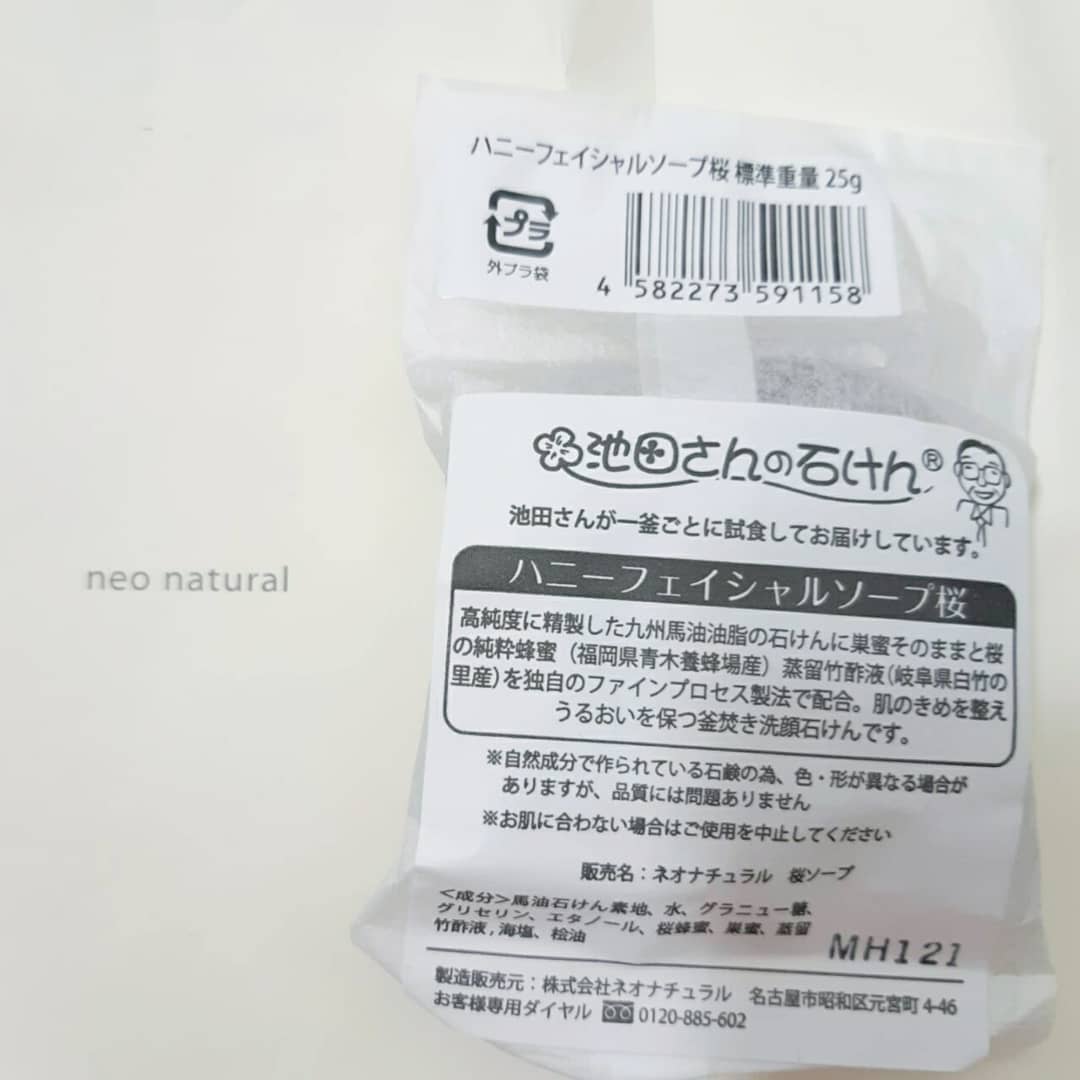 ハニーフェイシャルソープ桜 標準重量 25g
プラ
外プラ袋
4 582273 591158
池田さんの石けん®
池田さんが一釜ごとに試食してお届けしています。
neo natural
ハニーフェイシャルソープ桜
高純度に精製した九州馬油油脂の石けんに巣蜜そのままと桜
の純粋蜂蜜（福岡県青木養蜂場産）蒸留竹酢液（岐阜県白竹の
里産）を独自のファインプロセス製法で配合。肌のきめを整え
うるおいを保つ釜焚き洗顔石けんです。
※自然成分で作られている石鹸の為、色・形が異なる場合が
ありますが、品質には問題ありません
※お肌に合わない場合はご使用を中止してください
販売名：ネオナチュラル 桜ソープ
＜成分＞馬油石けん素地、水、グラニュー糖、
グリセリン、エタノール、桜蜂蜜、巣蜜、蒸留
竹酢液,海塩、桧油
MH121
製造販売元：株式会社ネオナチュラル 名古屋市昭和区元宮町 4-46
お客様専用ダイヤル 0120-885-602